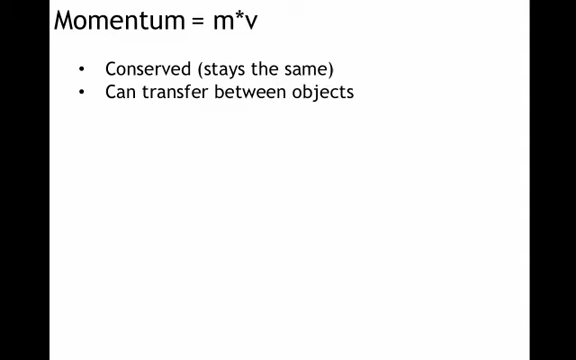 Momentum = m*v
• Conserved (stays the same)
• Can transfer between objects